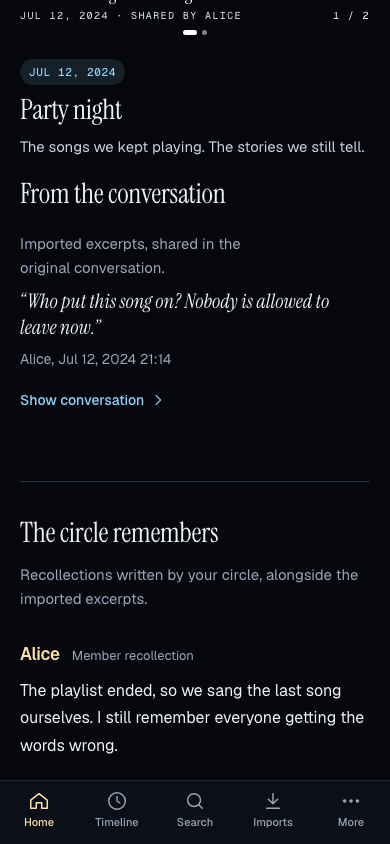 JUL 12, 2024 · SHARED BY ALICE 1 / 2
JUL 12, 2024
Party night
The songs we kept playing. The stories we still tell.
From the conversation
Imported excerpts, shared in the
original conversation.
“Who put this song on? Nobody is allowed to
leave now.”
Alice, Jul 12, 2024 21:14
Show conversation
The circle remembers
Recollections written by your circle, alongside the
imported excerpts.
Alice Member recollection
The playlist ended, so we sang the last song
ourselves. I still remember everyone getting the
words wrong.
Home Timeline Search Imports More